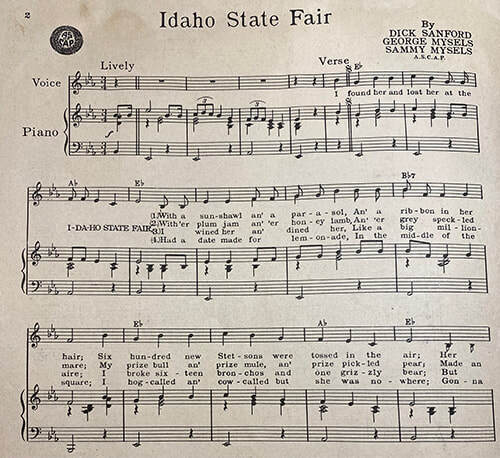 2
Idaho State Fair
By
DICK SANFORD
GEORGE MYSELS
SAMMY MYSELS
A.S.C.A.P.
AS
CAP
Lively
Verse
E♭
Voice
I found her and lost her at the
3 3
Piano
f
A♭ E♭ B♭7
(1.)With a sun-shawl an' a par-a-sol, An' a rib-bon in her
I-DA-HO STATE FAIR (2.)With'er plum jam an' er hon-ey lamb, An' 'er grey speck-led
(3.)I wined her an' dined her, Like a big mil-lion-
(4.)Had a date made for lem-on-ade, In the mid-dle of the
E♭ A♭ E♭
hair; Six hun-dred new Stet-sons were tossed in the air; Her
mare; My prize bull an' prize mule, an' prize pick-led pear; Made an
aire; I broke six-teen bron-chos and one griz-ly bear; But
square; I hog-called an' cow-called but she was no-where; Gon-na